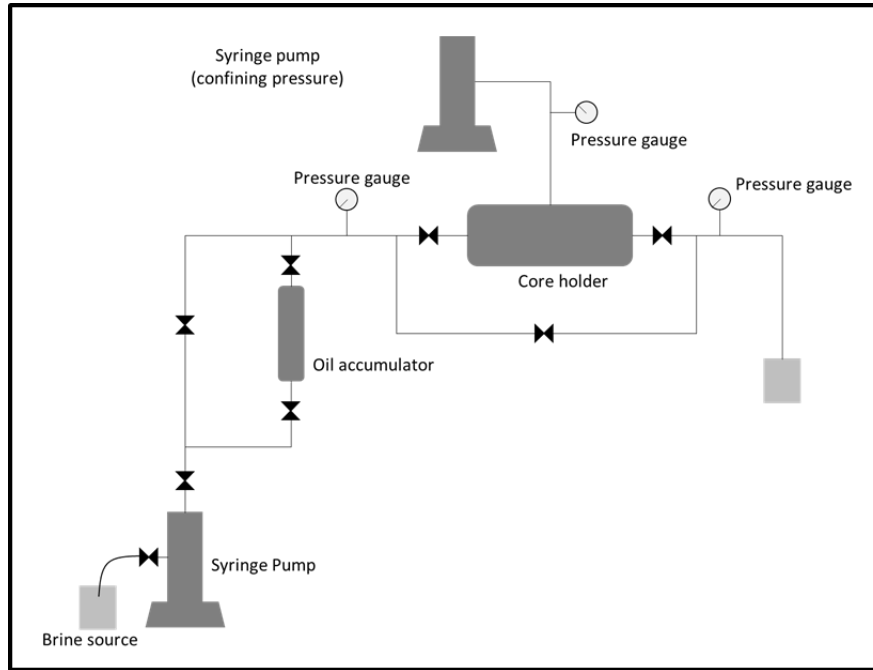 Syringe pump
(confining pressure)
Pressure gauge
Pressure gauge
Pressure gauge
Core holder
Oil accumulator
Syringe Pump
Brine source